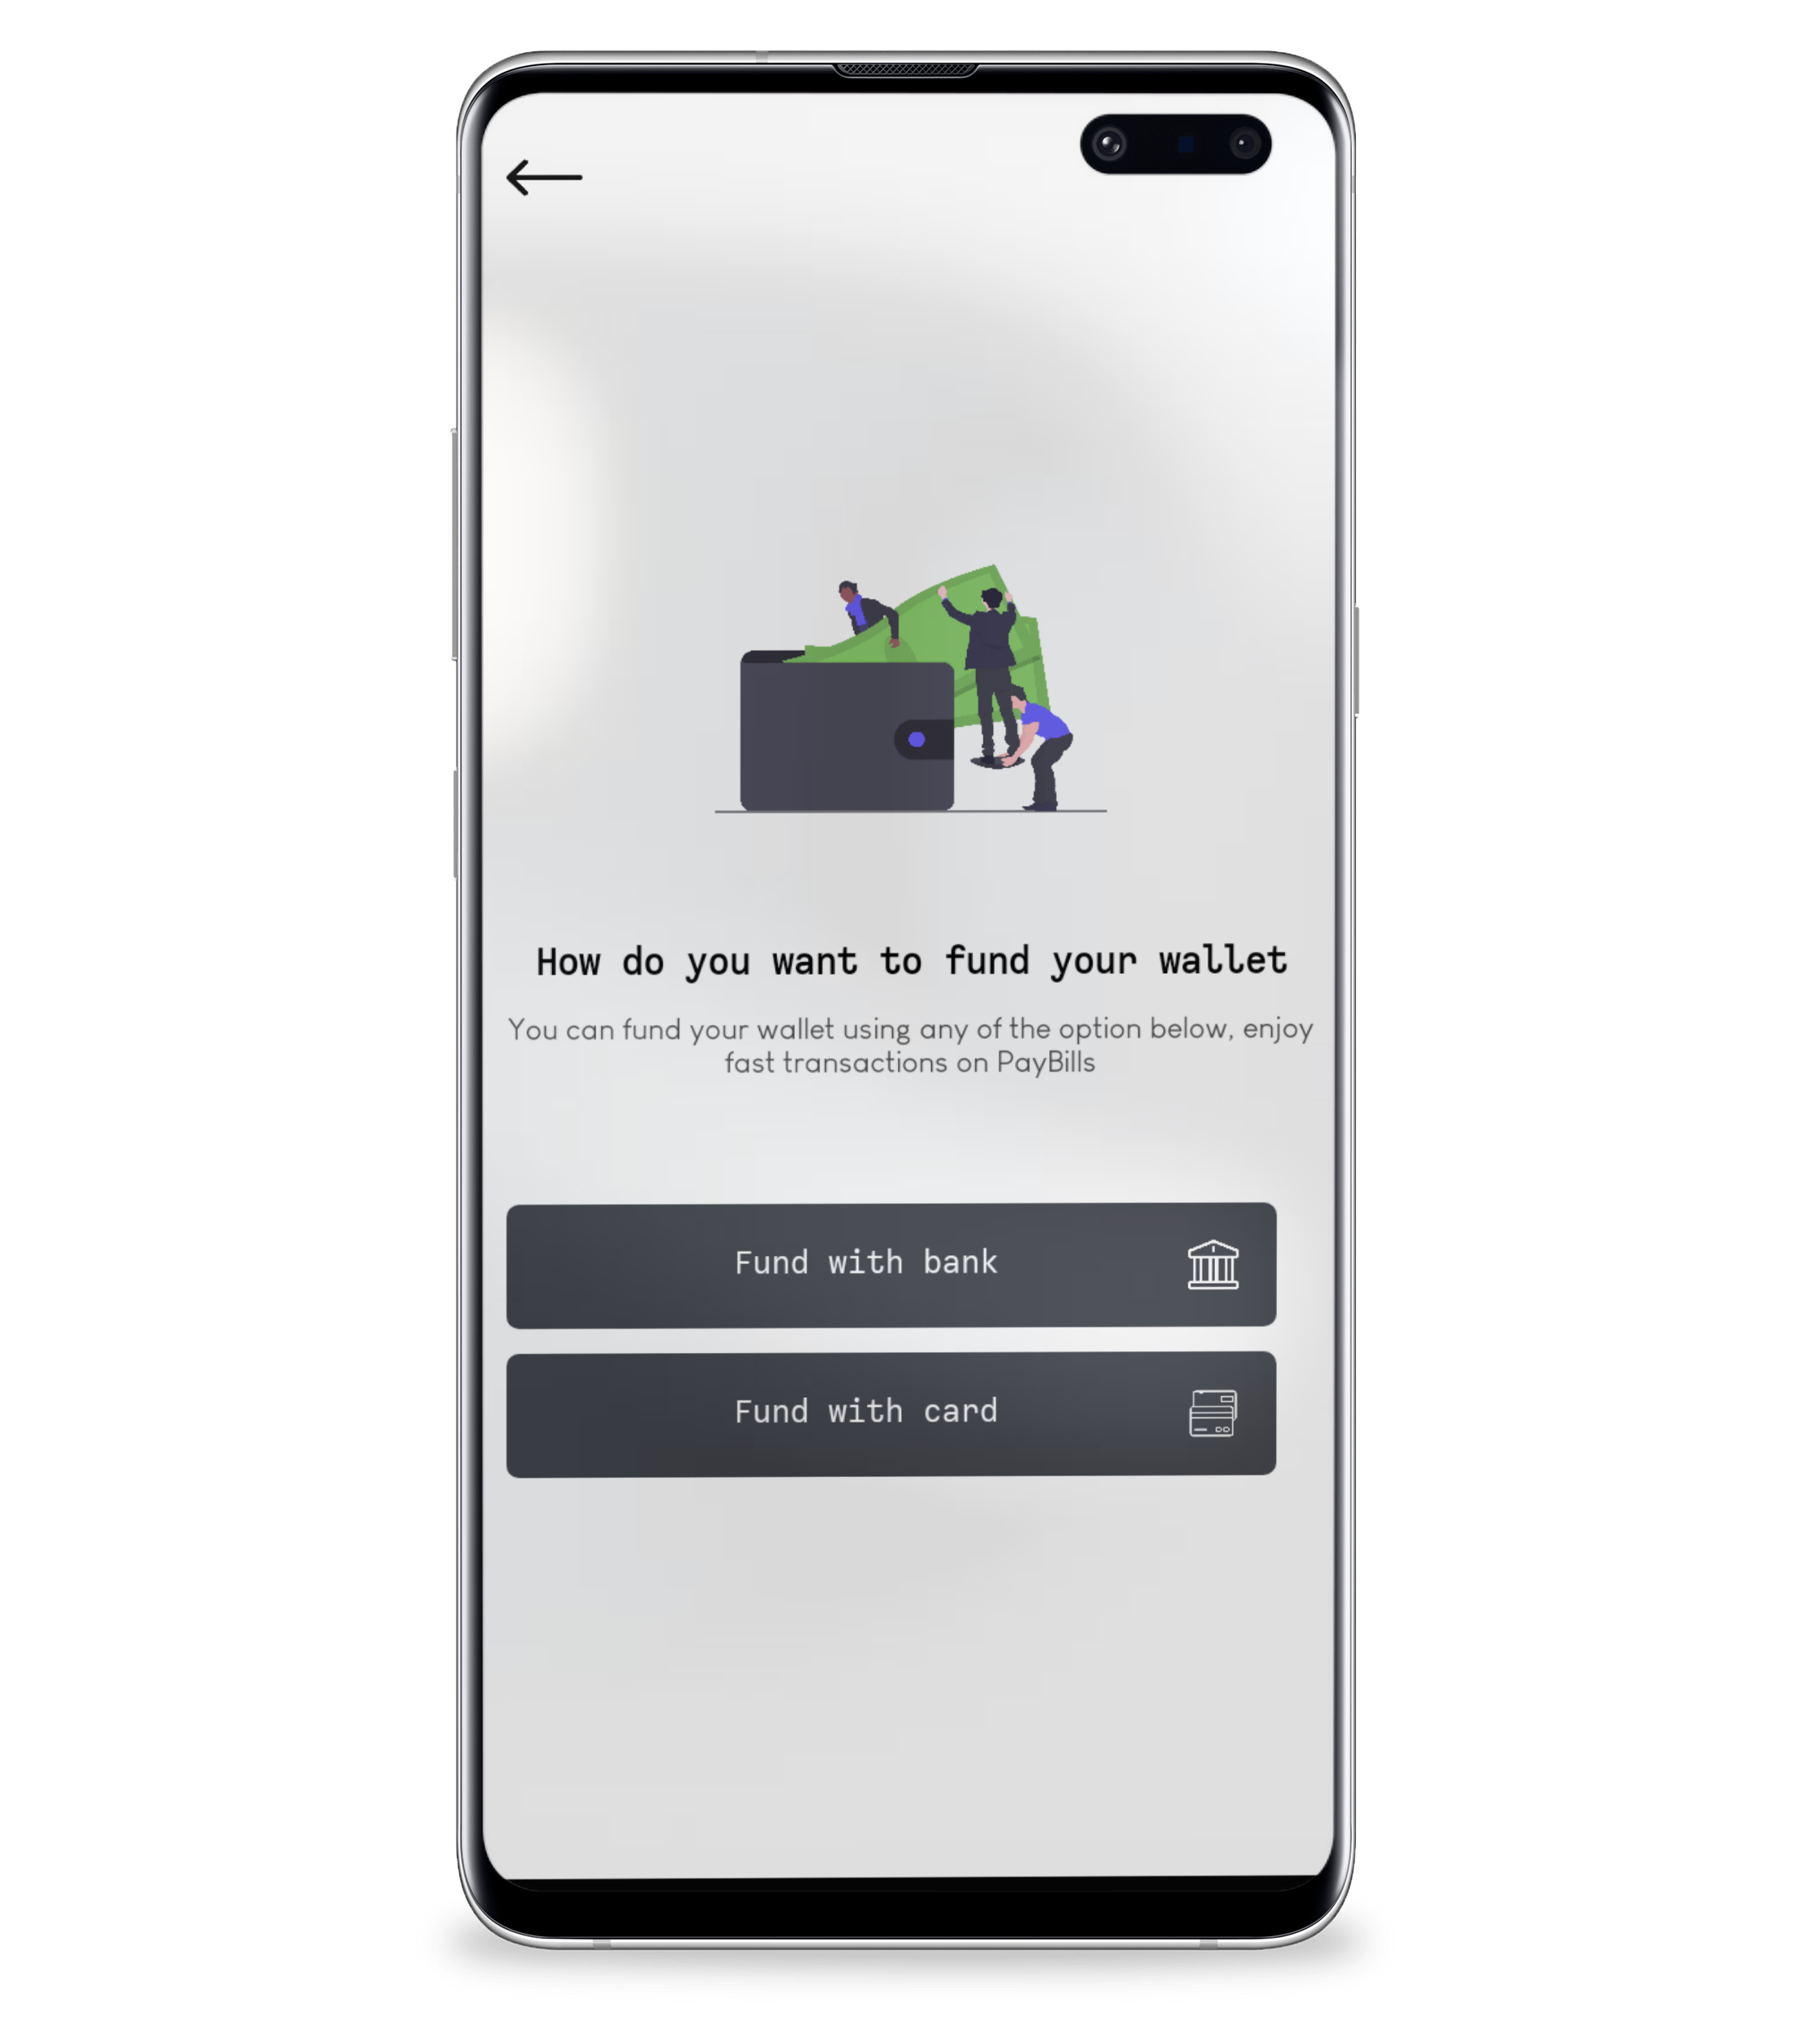 How do you want to fund your wallet
You can fund your wallet using any of the option below, enjoy
fast transactions on PayBills
Fund with bank
Fund with card